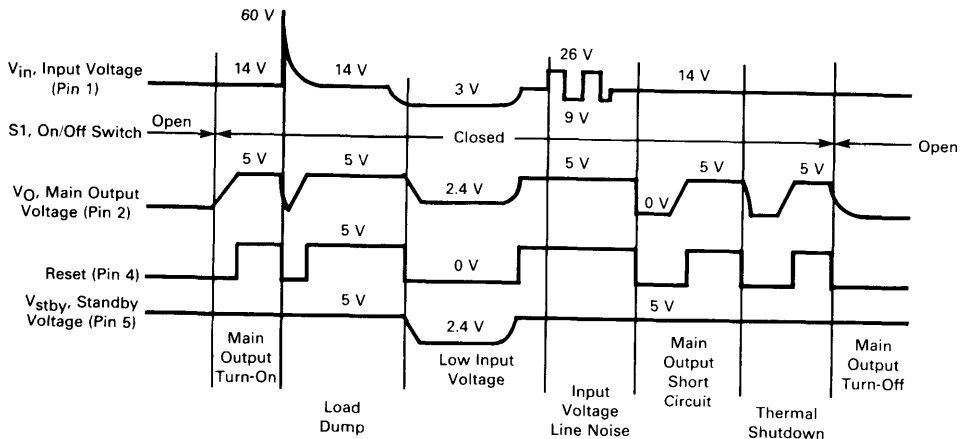 60 V
26 V
V_in, Input Voltage
(Pin 1)
14 V
14 V
3 V
14 V
9 V
S1, On/Off Switch
Open
Closed
Open
V_O, Main Output
Voltage (Pin 2)
5 V
5 V
2.4 V
5 V
0 V
5 V
5 V
Reset (Pin 4)
5 V
0 V
V_stby, Standby
Voltage (Pin 5)
5 V
2.4 V
5 V
Main
Output
Turn-On
Load
Dump
Low Input
Voltage
Input
Voltage
Line Noise
Main
Output
Short
Circuit
Thermal
Shutdown
Main
Output
Turn-Off